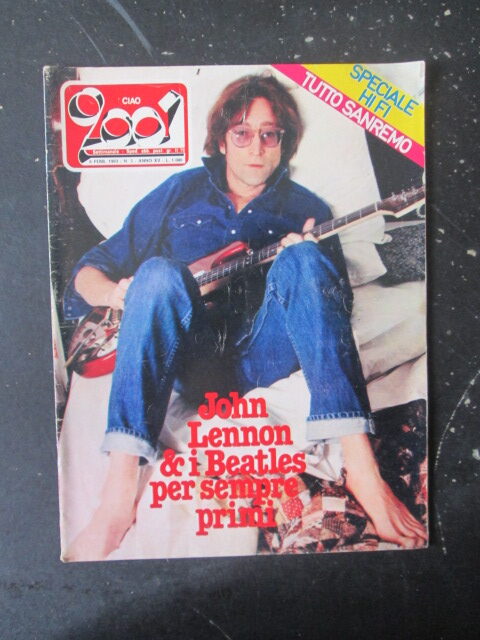 CIAO
2001
SPECIALE
HI FI
TUTTO SANREMO
John
Lennon
& i Beatles
per sempre
primi